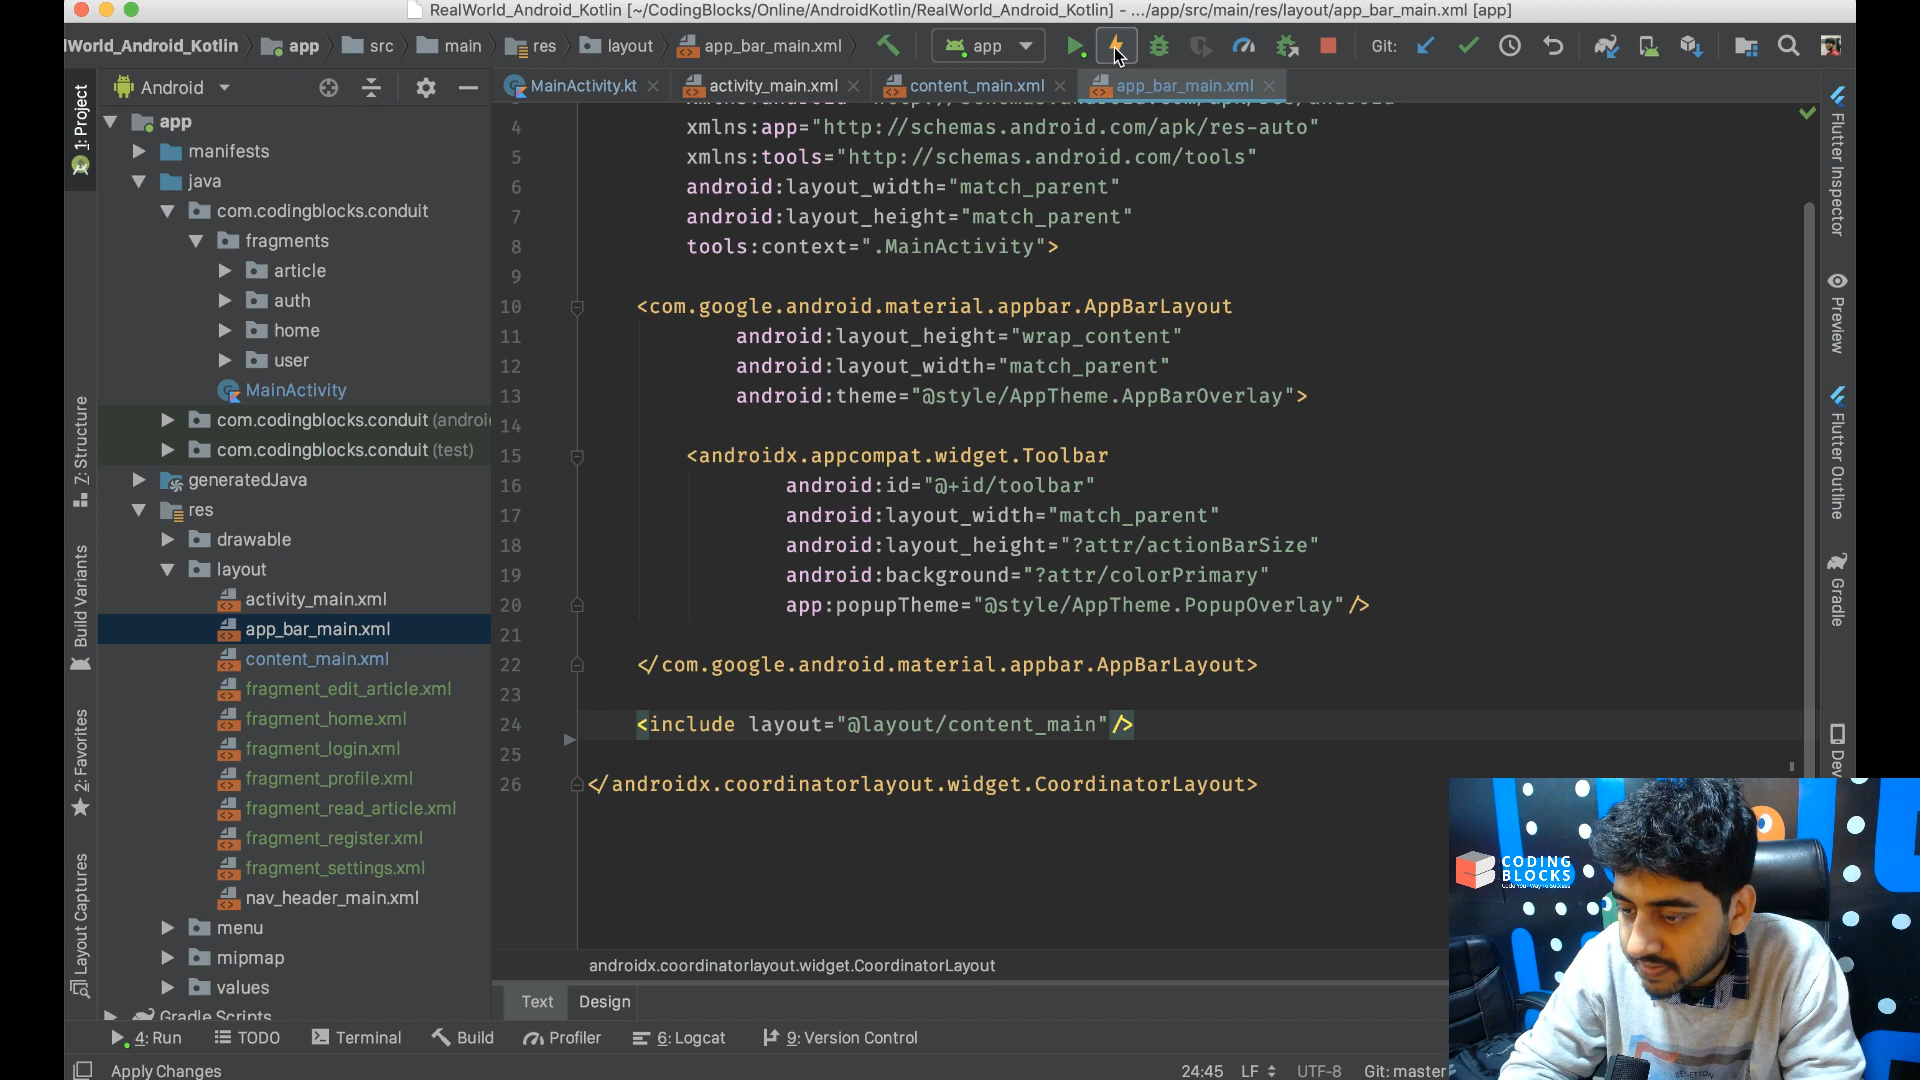 RealWorld_Android_Kotlin [~/CodingBlocks/Online/AndroidKotlin/RealWorld_Android_Kotlin] - .../app/src/main/res/layout/app_bar_main.xml [app]
lWorld_Android_Kotlin app src main res layout app_bar_main.xml app Git:
Android MainActivity.kt activity_main.xml content_main.xml app_bar_main.xml
1: Project
7: Structure
Build Variants
2: Favorites
Layout Captures
app
manifests
java
com.codingblocks.conduit
fragments
article
auth
home
user
MainActivity
com.codingblocks.conduit (androi
com.codingblocks.conduit (test)
generatedJava
res
drawable
layout
activity_main.xml
app_bar_main.xml
content_main.xml
fragment_edit_article.xml
fragment_home.xml
fragment_login.xml
fragment_profile.xml
fragment_read_article.xml
fragment_register.xml
fragment_settings.xml
nav_header_main.xml
menu
mipmap
values
Gradle Scripts
4 xmlns:app="http://schemas.android.com/apk/res-auto"
5 xmlns:tools="http://schemas.android.com/tools"
6 android:layout_width="match_parent"
7 android:layout_height="match_parent"
8 tools:context=".MainActivity">
9
10 <com.google.android.material.appbar.AppBarLayout
11 android:layout_height="wrap_content"
12 android:layout_width="match_parent"
13 android:theme="@style/AppTheme.AppBarOverlay">
14
15 <androidx.appcompat.widget.Toolbar
16 android:id="@+id/toolbar"
17 android:layout_width="match_parent"
18 android:layout_height="?attr/actionBarSize"
19 android:background="?attr/colorPrimary"
20 app:popupTheme="@style/AppTheme.PopupOverlay"/>
21
22 </com.google.android.material.appbar.AppBarLayout>
23
24 <include layout="@layout/content_main"/>
25
26 </androidx.coordinatorlayout.widget.CoordinatorLayout>
androidx.coordinatorlayout.widget.CoordinatorLayout
Text Design
Flutter Inspector
Preview
Flutter Outline
Gradle
CODING
BLOCKS
Code Your Way To Success
BENETTON
4: Run TODO Terminal Build Profiler 6: Logcat 9: Version Control
Apply Changes 24:45 LF UTF-8 Git: master